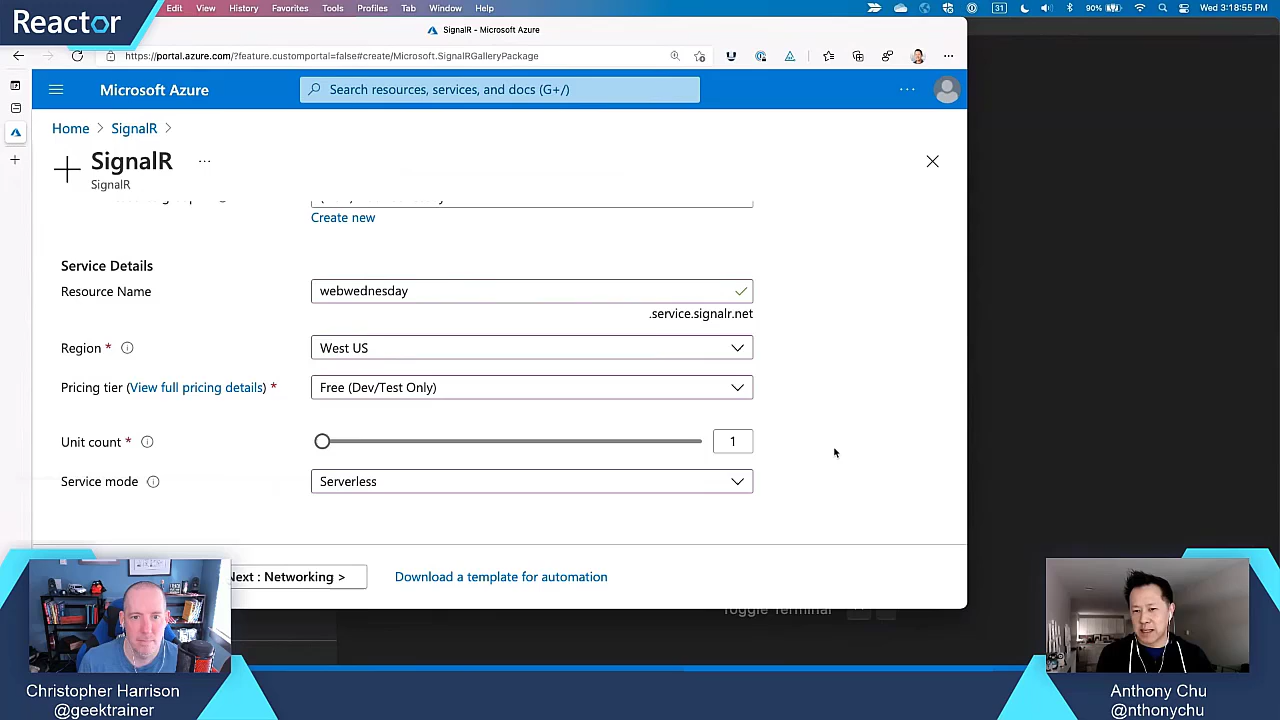 Reactor
Edit View History Favorites Tools Profiles Tab Window Help
31 90% Wed 3:18:55 PM
SignalR - Microsoft Azure
https://portal.azure.com/?feature.customportal=false#create/Microsoft.SignalRGalleryPackage
Microsoft Azure
Search resources, services, and docs (G+/)
Home > SignalR >
SignalR
SignalR
Create new
Service Details
Resource Name
webwednesday
.service.signalr.net
Region *
West US
Pricing tier (View full pricing details) *
Free (Dev/Test Only)
Unit count *
1
Service mode
Serverless
Next : Networking >
Download a template for automation
Toggle Terminal
Christopher Harrison
@geektrainer
Anthony Chu
@nthonychu